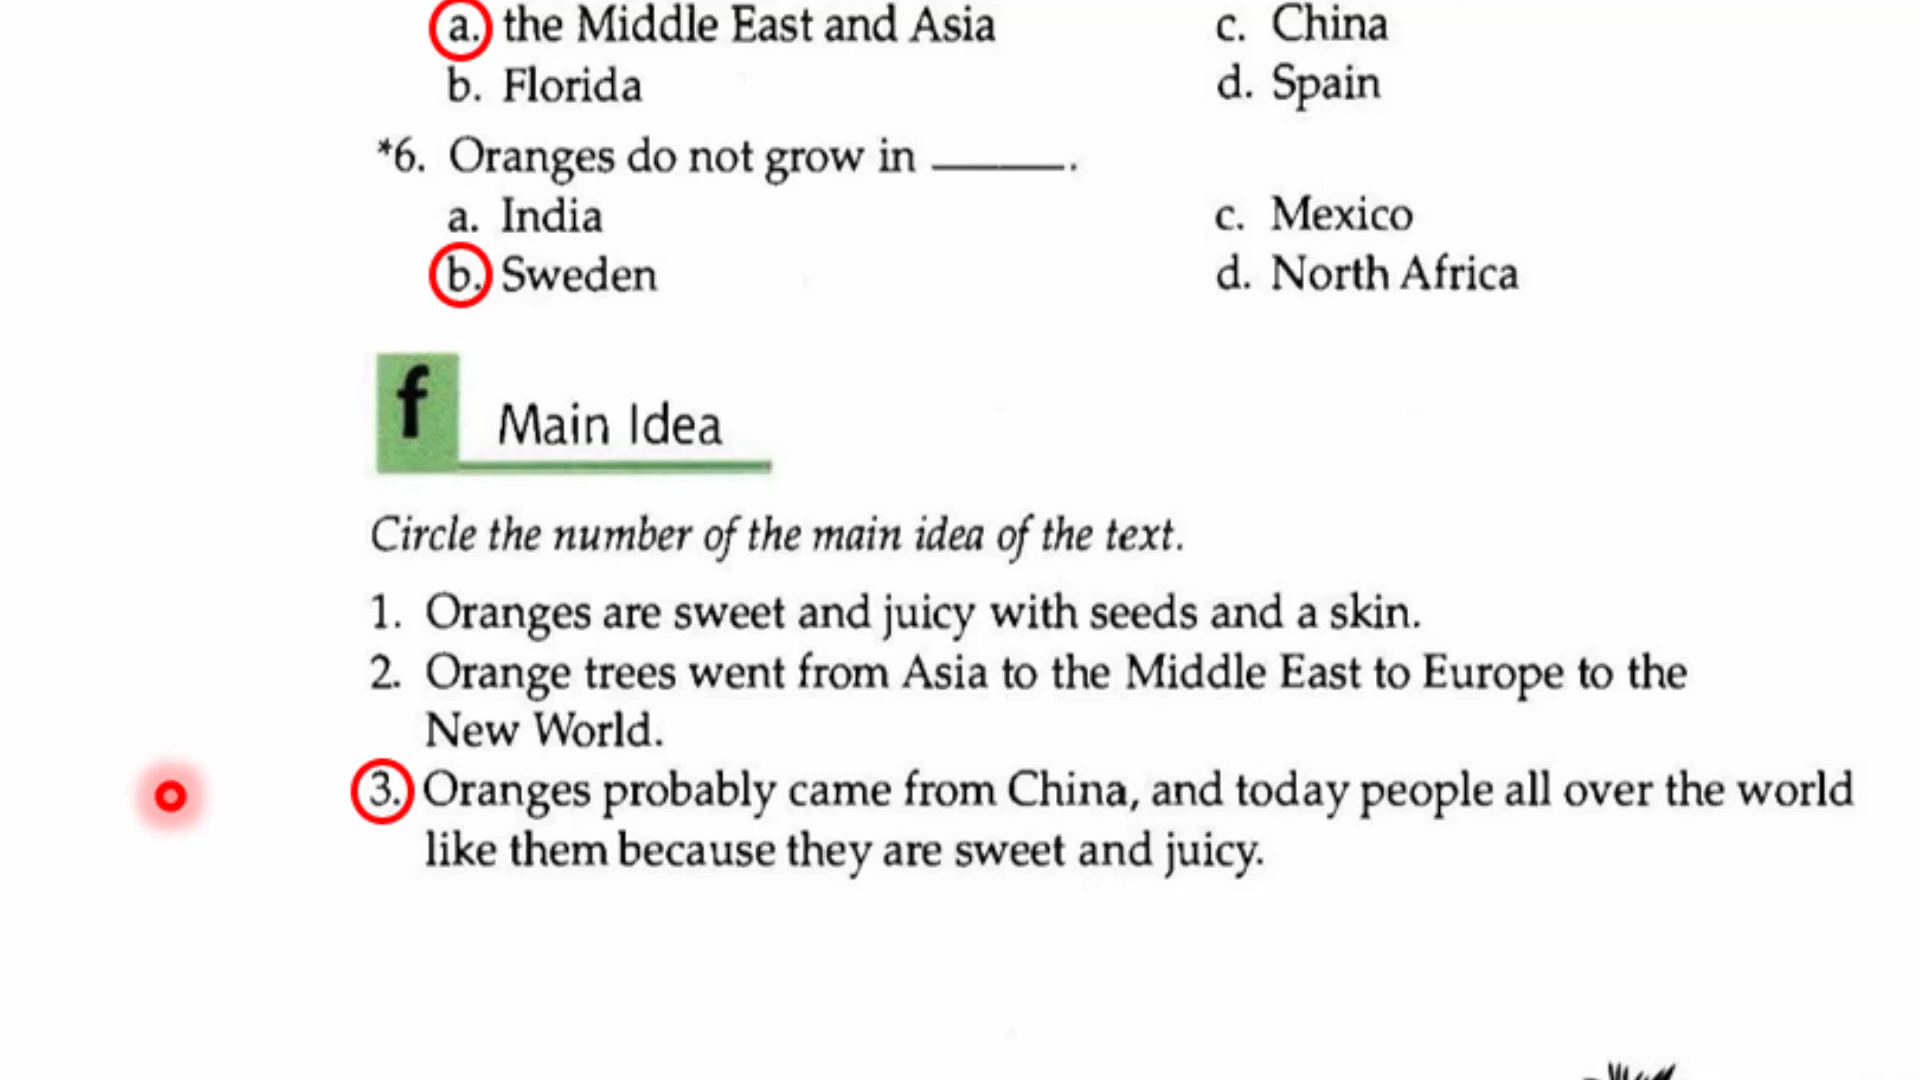 a. the Middle East and Asia
c. China
b. Florida
d. Spain
*6. Oranges do not grow in ______.
a. India
c. Mexico
b. Sweden
d. North Africa
f Main Idea
Circle the number of the main idea of the text.
1. Oranges are sweet and juicy with seeds and a skin.
2. Orange trees went from Asia to the Middle East to Europe to the
New World.
3. Oranges probably came from China, and today people all over the world
like them because they are sweet and juicy.